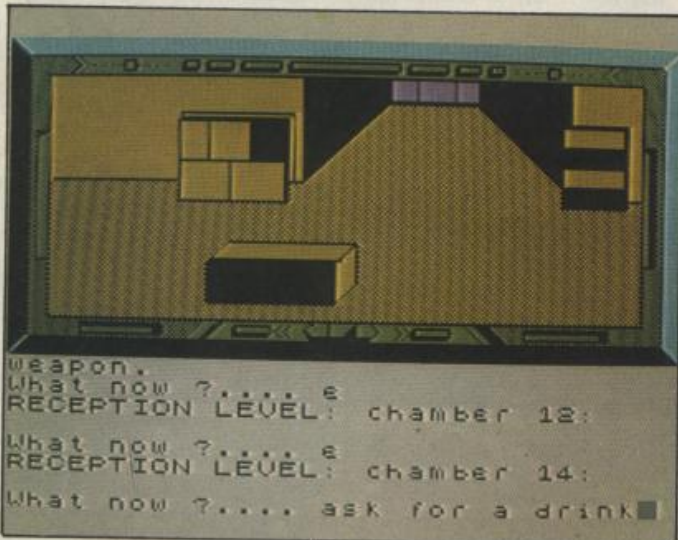 weapon.
What now ?.... e
RECEPTION LEVEL: chamber 12:
What now ?.... e
RECEPTION LEVEL: chamber 14:
What now ?.... ask for a drink